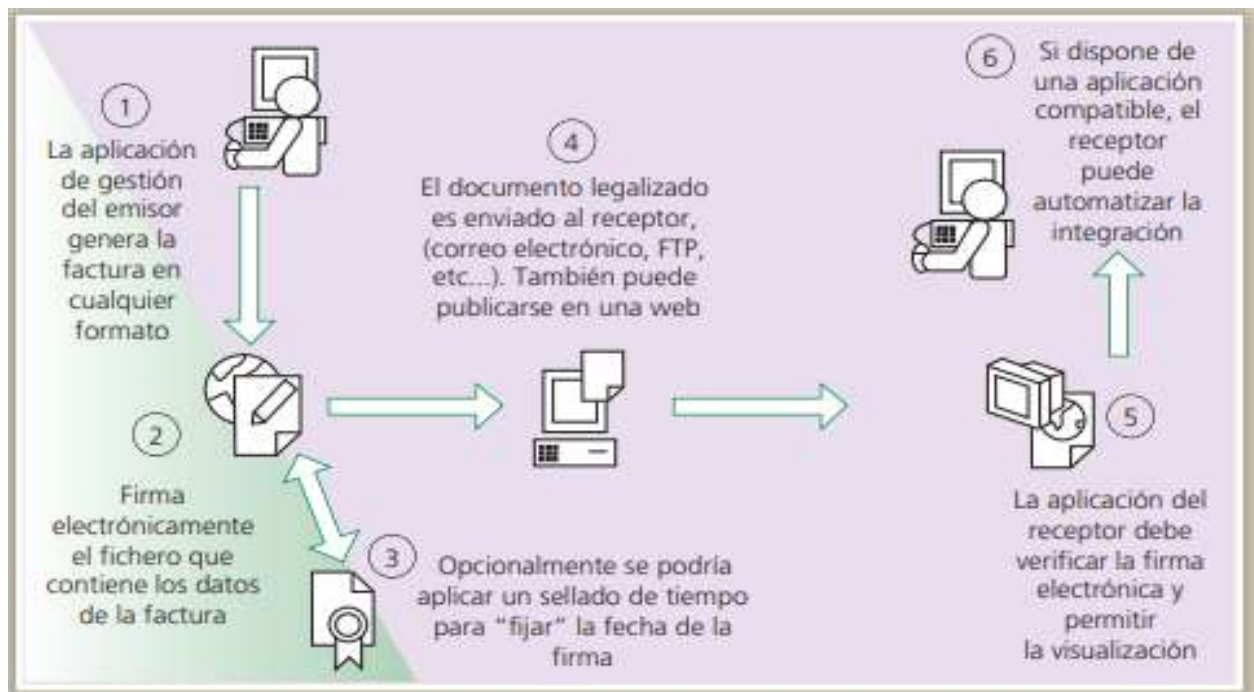 1
La aplicación
de gestión
del emisor
genera la
factura en
cualquier
formato
2
Firma
electrónicamente
el fichero que
contiene los datos
de la factura
3
Opcionalmente se podría
aplicar un sellado de tiempo
para “fijar” la fecha de la
firma
4
El documento legalizado
es enviado al receptor,
(correo electrónico, FTP,
etc...). También puede
publicarse en una web
5
La aplicación del
receptor debe
verificar la firma
electrónica y
permitir
la visualización
6
Si dispone de
una aplicación
compatible, el
receptor
puede
automatizar la
integración